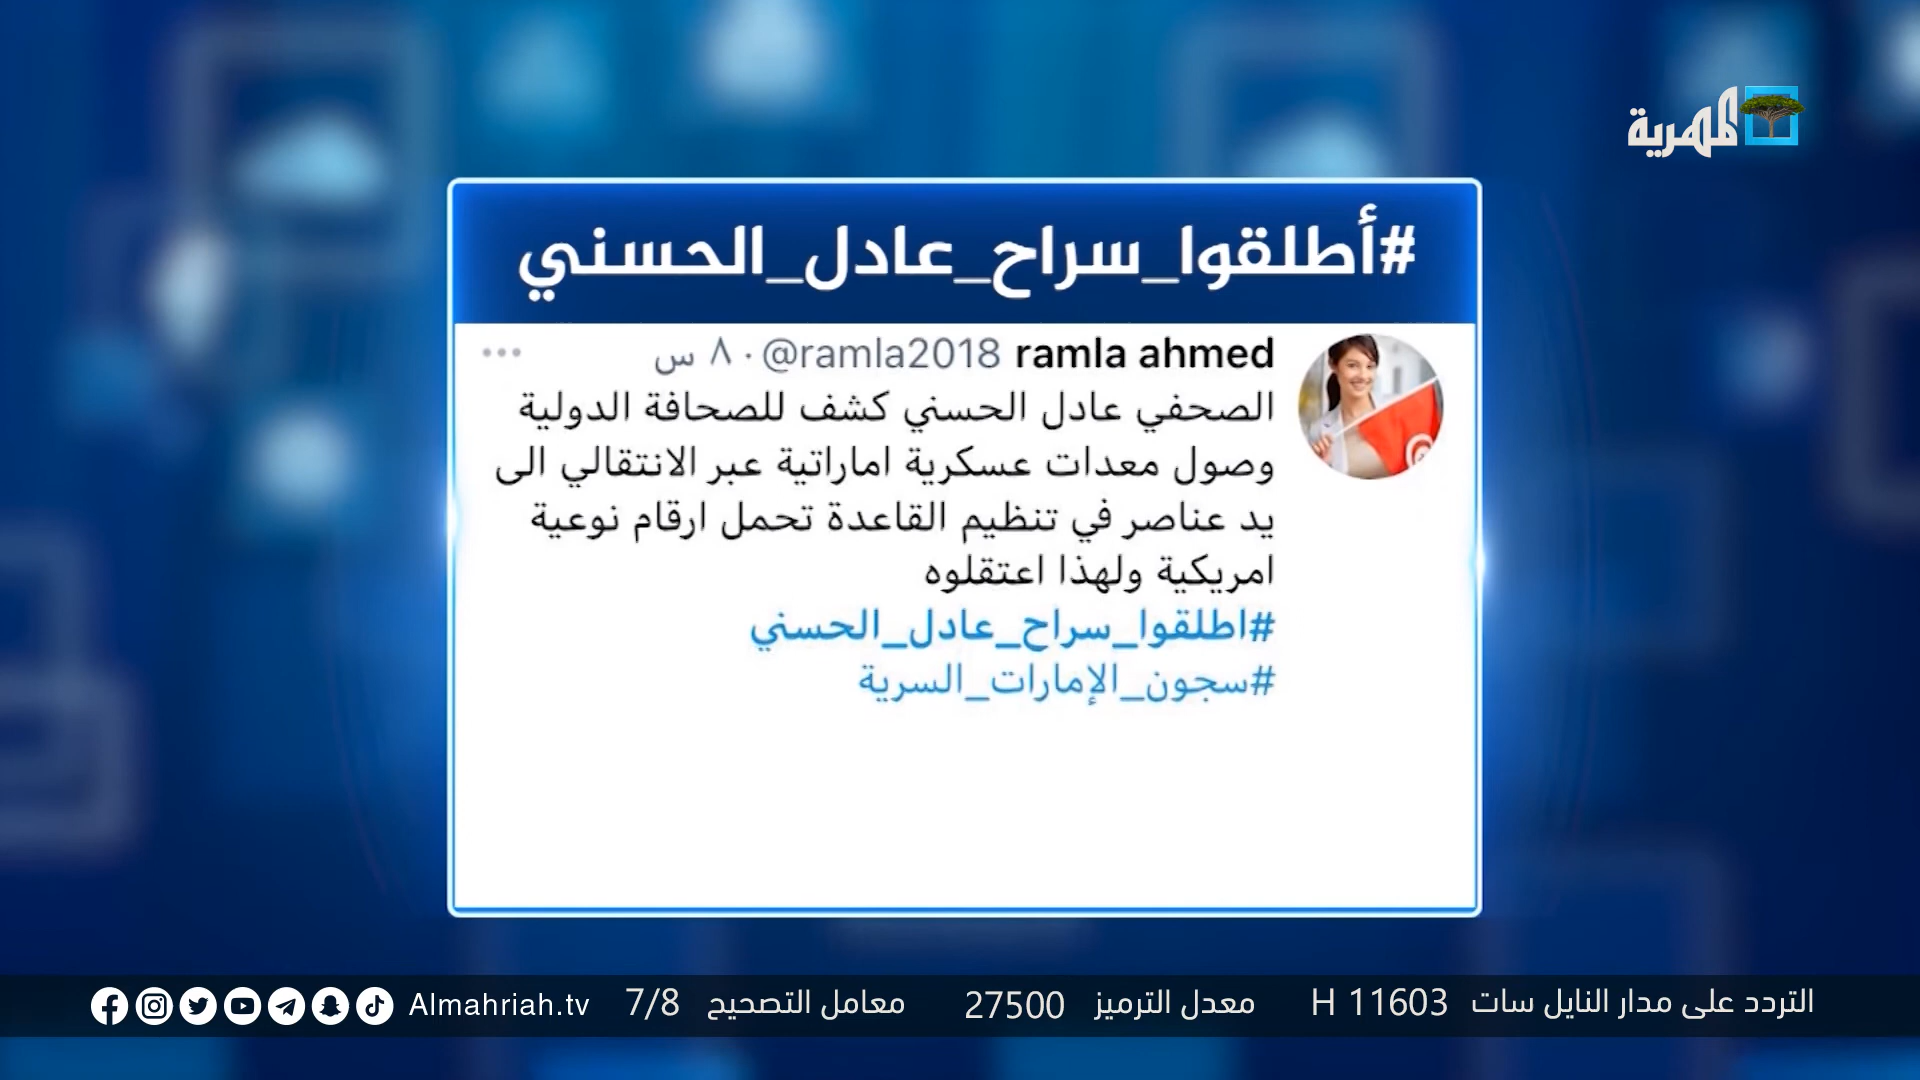 المهرية
#أطلقوا_سراح_عادل_الحسني
ramla ahmed @ramla2018 · ٨ س
الصحفي عادل الحسني كشف للصحافة الدولية
وصول معدات عسكرية اماراتية عبر الانتقالي الى
يد عناصر في تنظيم القاعدة تحمل ارقام نوعية
امريكية ولهذا اعتقلوه
#اطلقوا_سراح_عادل_الحسني
#سجون_الإمارات_السرية
التردد على مدار النايل سات H 11603 معدل الترميز 27500 معامل التصحيح 7/8 Almahriah.tv